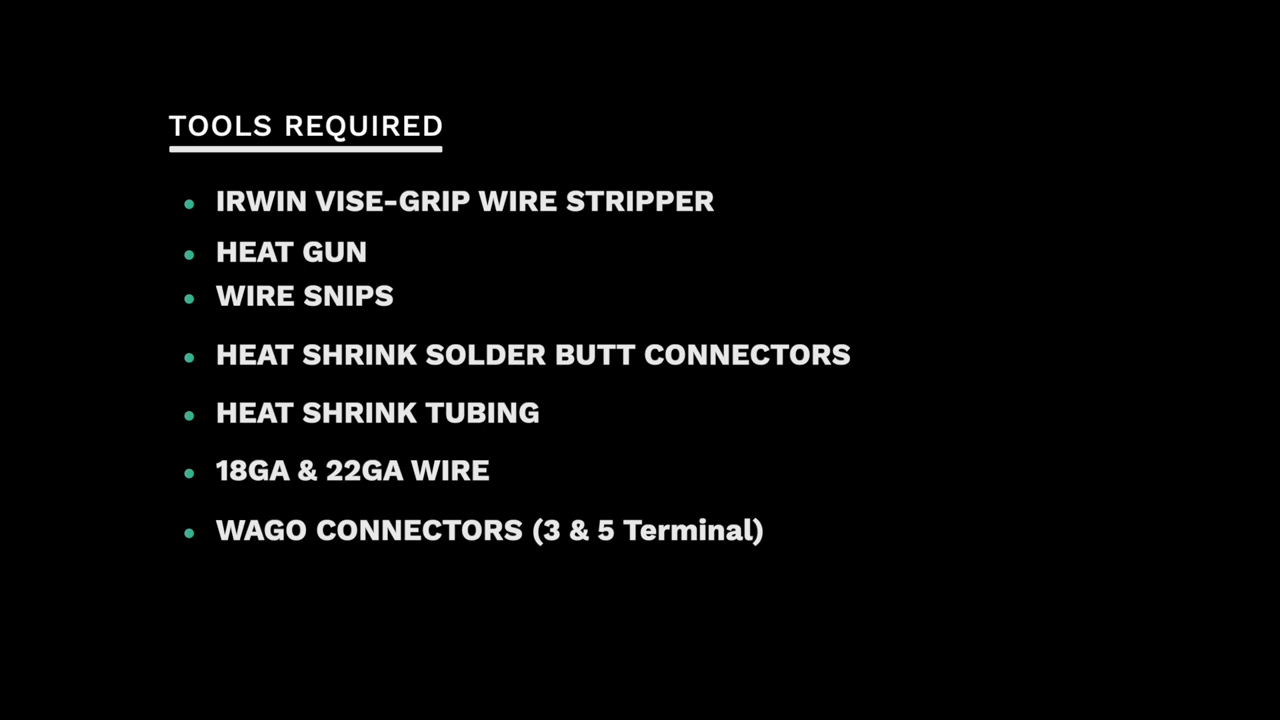 TOOLS REQUIRED
IRWIN VISE-GRIP WIRE STRIPPER
HEAT GUN
WIRE SNIPS
HEAT SHRINK SOLDER BUTT CONNECTORS
HEAT SHRINK TUBING
18GA & 22GA WIRE
WAGO CONNECTORS (3 & 5 Terminal)